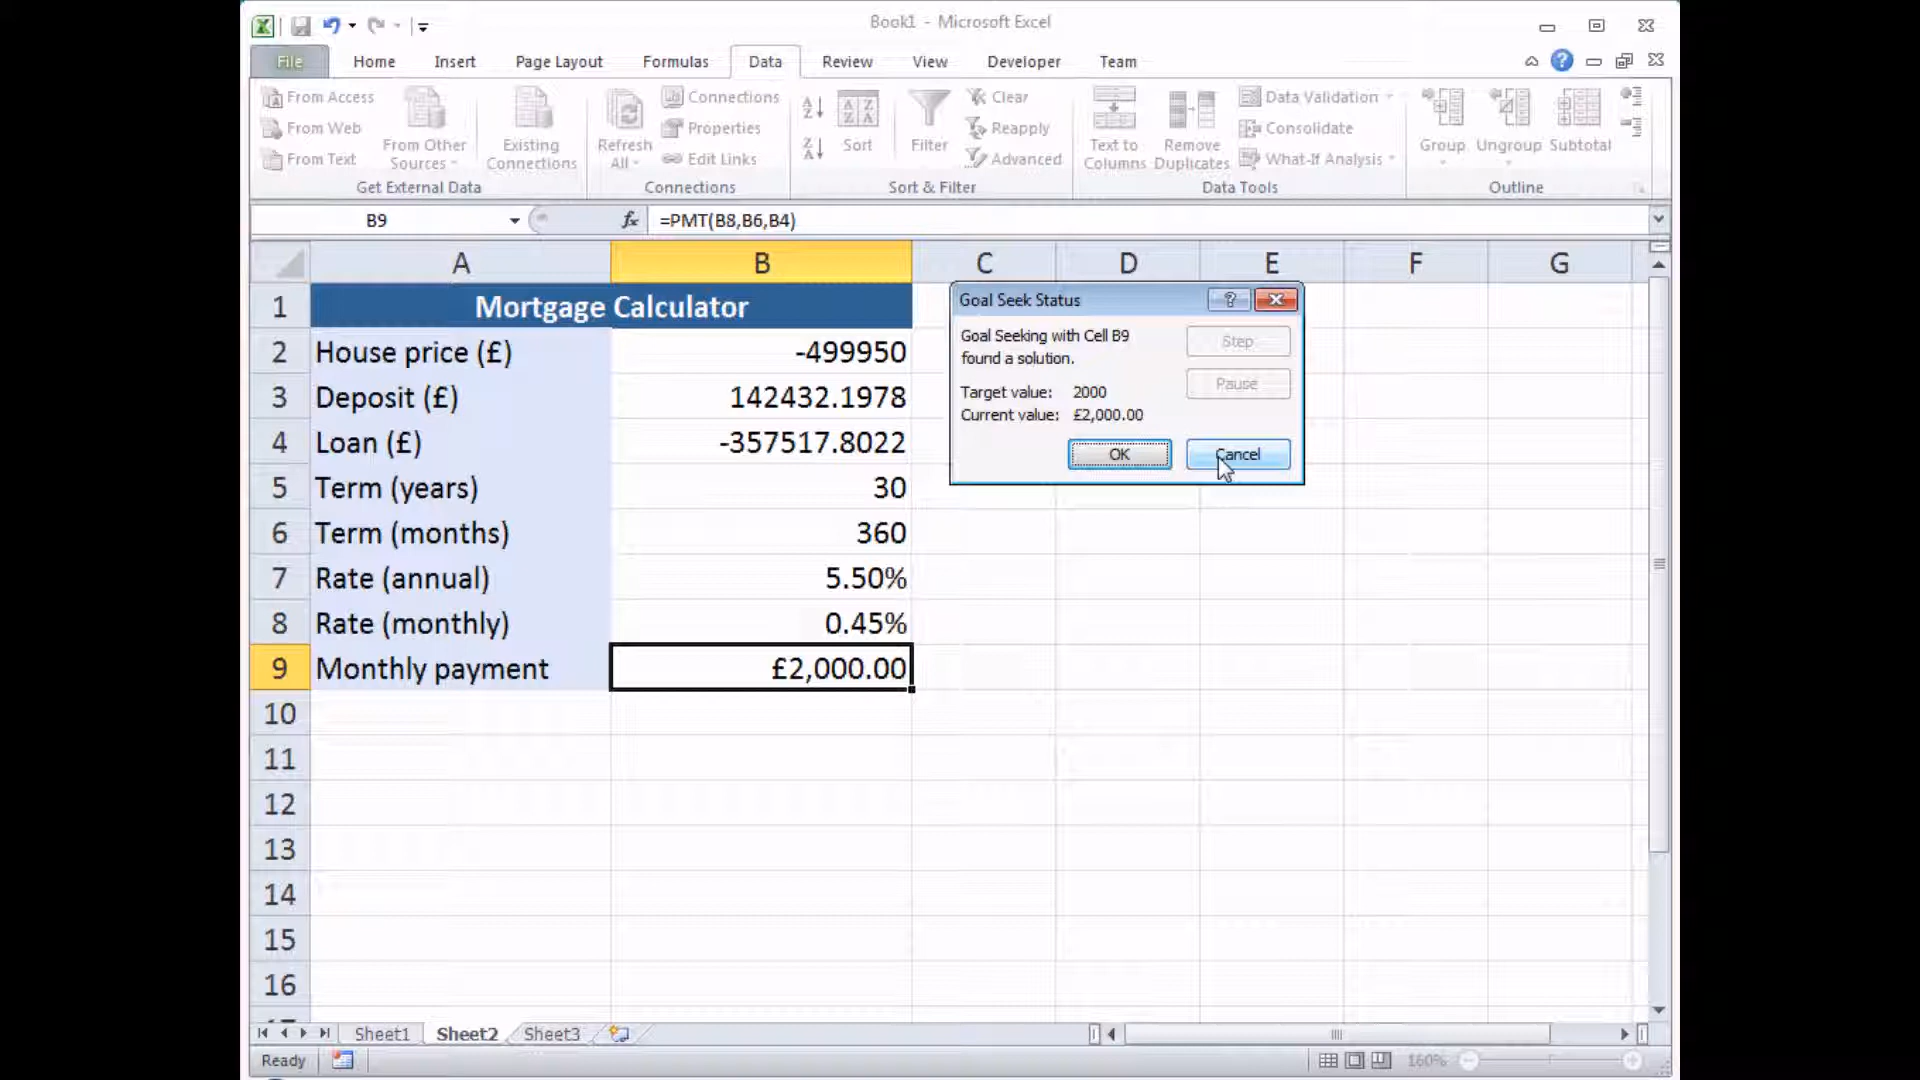 Book1 - Microsoft Excel
File Home Insert Page Layout Formulas Data Review View Developer Team
From Access
From Web
From Text
From Other
Sources
Existing
Connections
Get External Data
Refresh
All
Connections
Properties
Edit Links
Connections
Sort
Filter
Clear
Reapply
Advanced
Sort & Filter
Text to
Columns
Remove
Duplicates
Data Validation
Consolidate
What-If Analysis
Data Tools
Group
Ungroup
Subtotal
Outline
B9 fx =PMT(B8,B6,B4)
A B C D E F G
1 Mortgage Calculator
2 House price (£) -499950
3 Deposit (£) 142432.1978
4 Loan (£) -357517.8022
5 Term (years) 30
6 Term (months) 360
7 Rate (annual) 5.50%
8 Rate (monthly) 0.45%
9 Monthly payment £2,000.00
10
11
12
13
14
15
16
Goal Seek Status
Goal Seeking with Cell B9
found a solution.
Step
Pause
Target value: 2000
Current value: £2,000.00
OK Cancel
Sheet1 Sheet2 Sheet3
Ready 160%